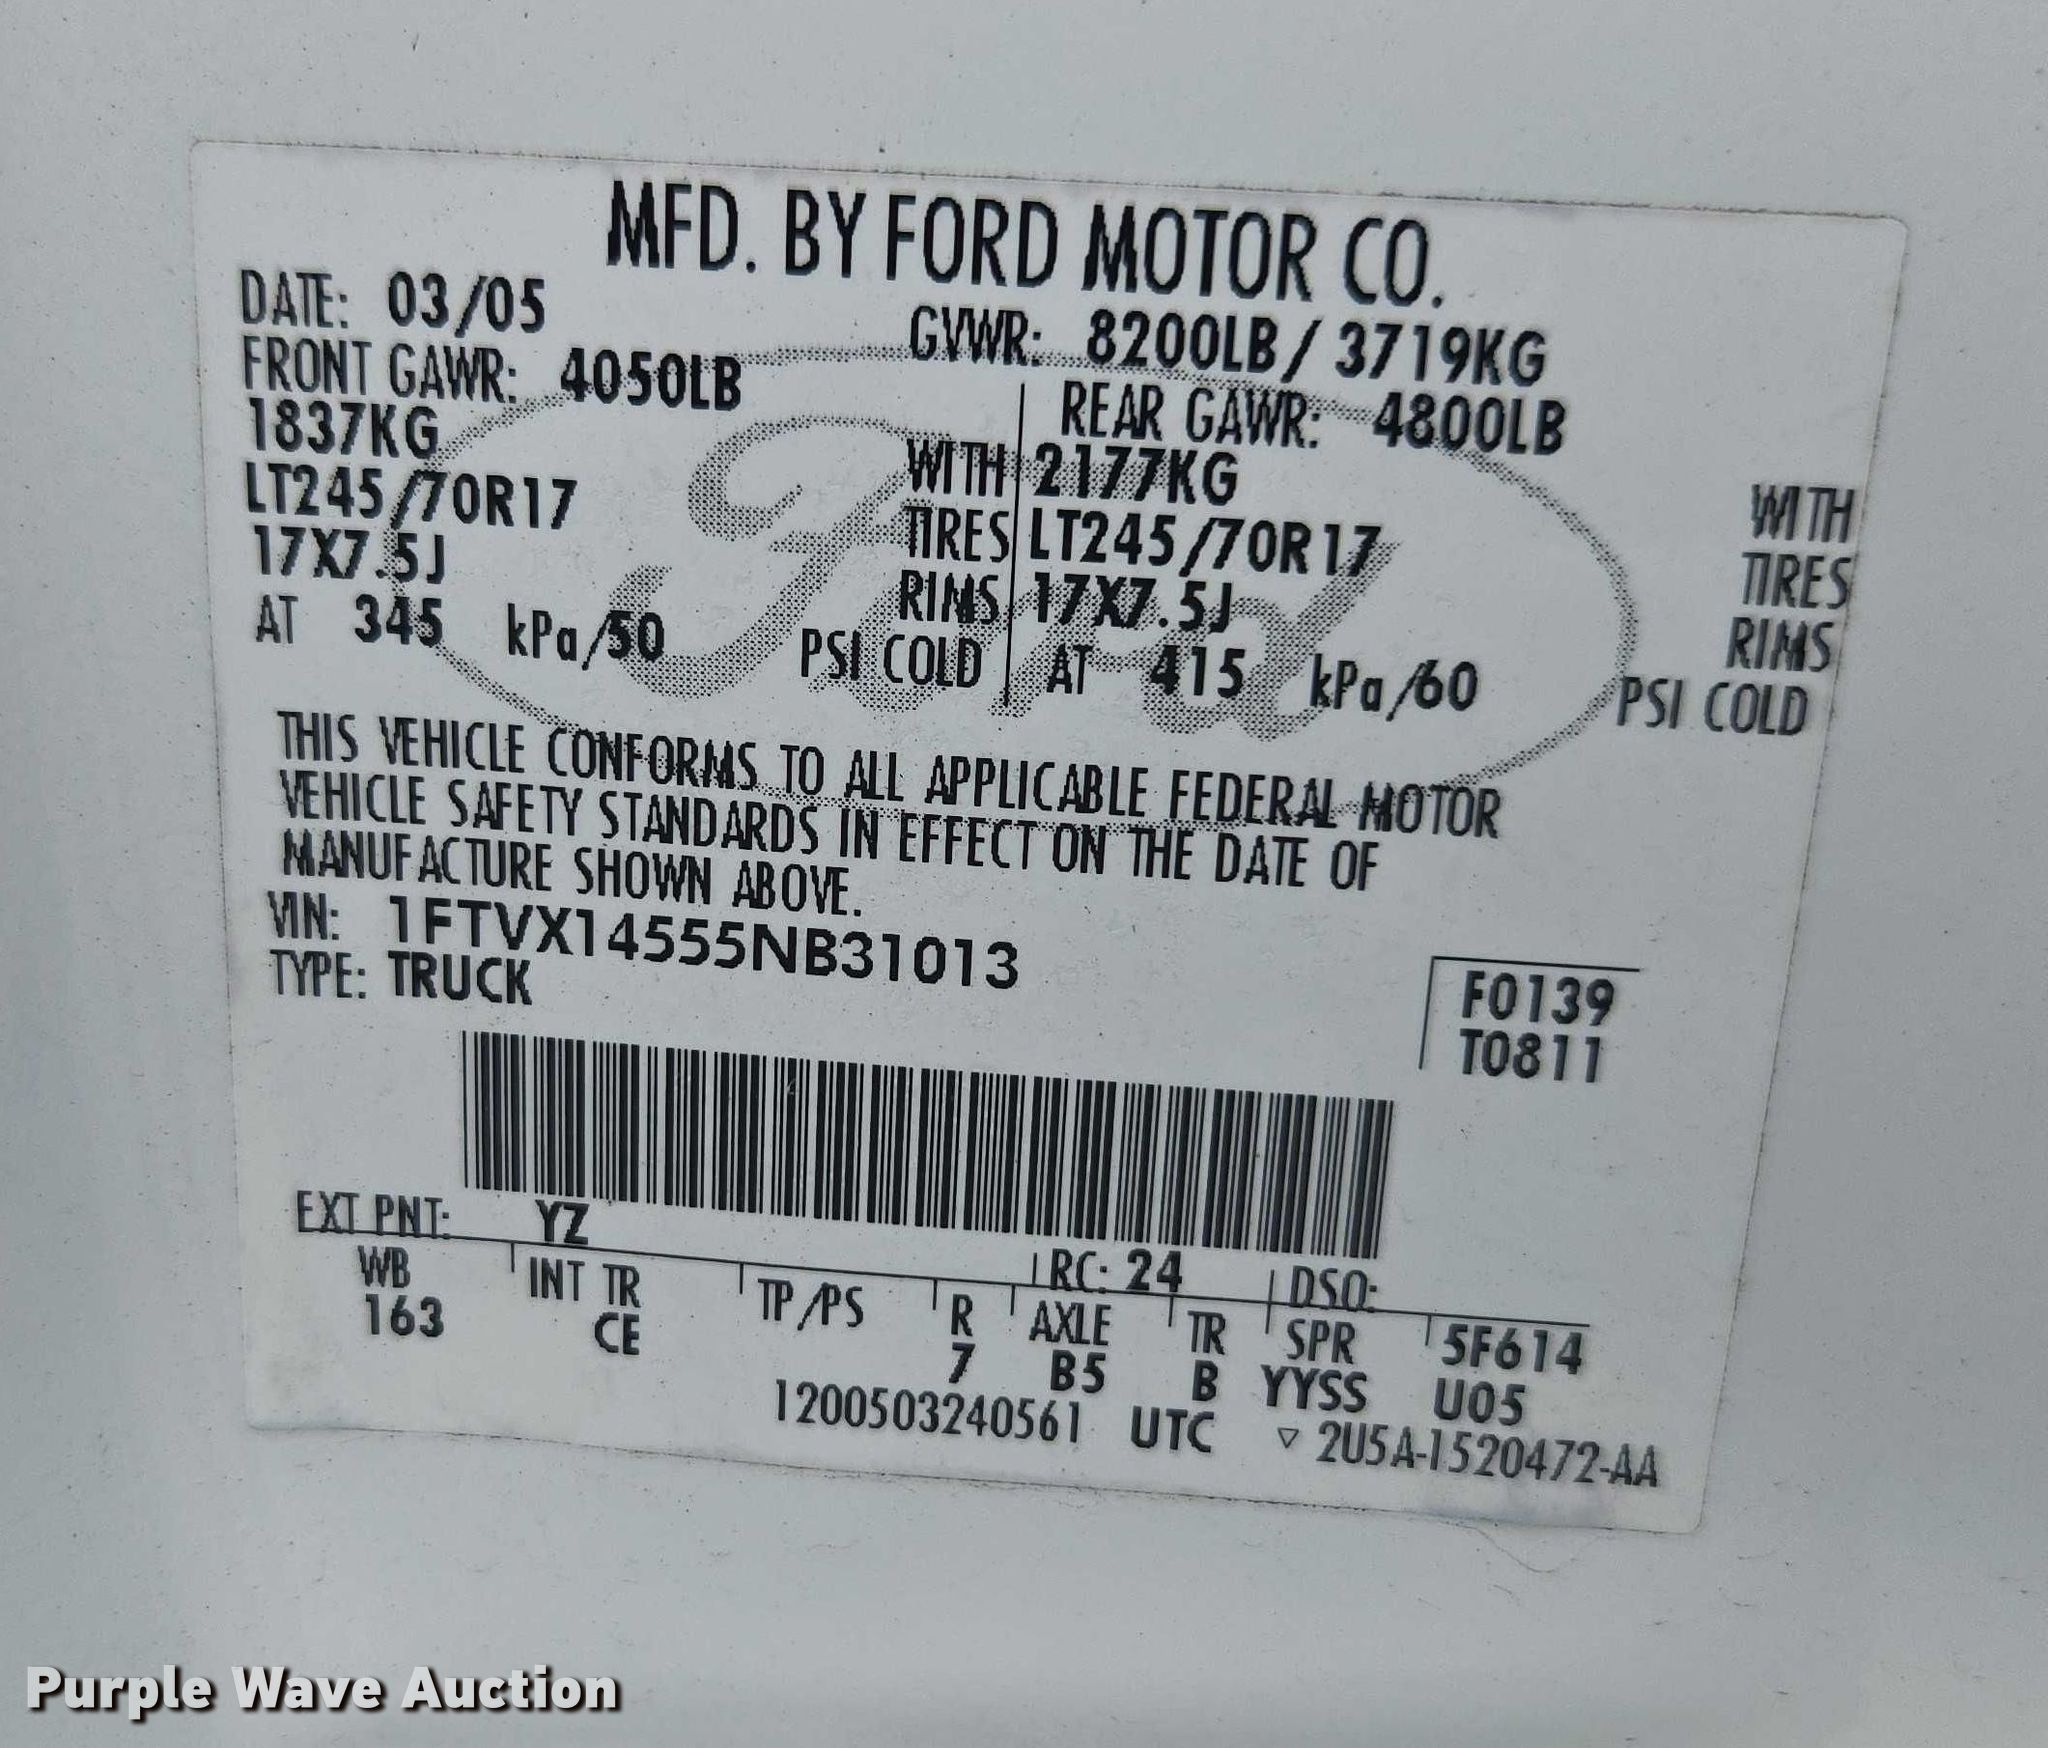 MFD. BY FORD MOTOR CO.
DATE: 03/05 GVWR: 8200LB/ 3719KG
FRONT GAWR: 4050LB REAR GAWR: 4800LB
1837KG WITH 2177KG WITH
LT245/70R17 TIRES LT245/70R17 TIRES
17X7.5J RIMS 17X7.5J RIMS
AT 345 kPa/50 PSI COLD AT 415 kPa/60 PSI COLD
Ford
THIS VEHICLE CONFORMS TO ALL APPLICABLE FEDERAL MOTOR
VEHICLE SAFETY STANDARDS IN EFFECT ON THE DATE OF
MANUFACTURE SHOWN ABOVE.
VIN: 1FTVX14555NB31013
TYPE: TRUCK
F0139
T0811
EXT PNT: YZ RC: 24 DSO:
WB INT TR TP/PS R AXLE TR SPR 5F614
163 CE 7 B5 B YYSS U05
1200503240561 UTC ▽ 2U5A-1520472-AA
Purple Wave Auction